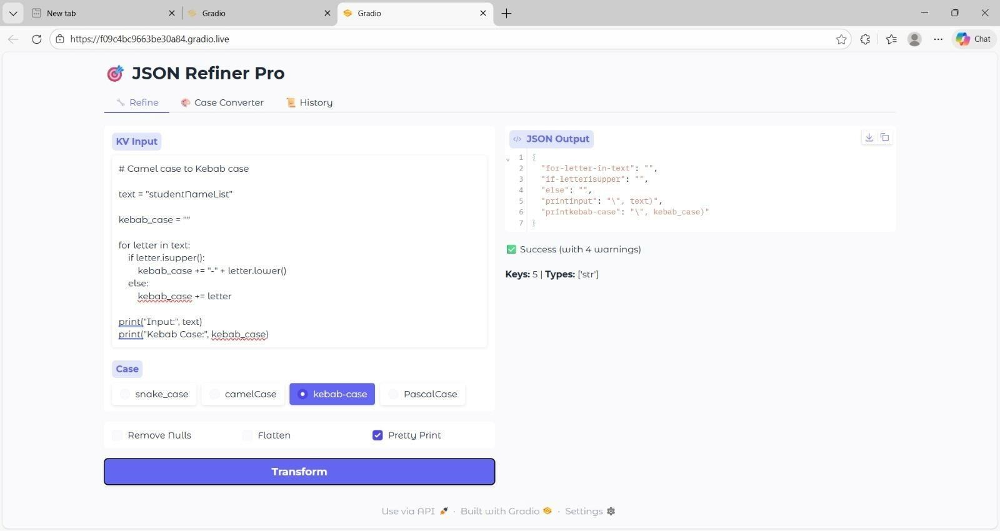 New tab
Gradio
Gradio
https://f09c4bc9663be30a84.gradio.live
Chat
JSON Refiner Pro
Refine
Case Converter
History
KV Input
# Camel case to Kebab case
text = "studentNameList"
kebab_case = ""
for letter in text:
if letter.isupper():
kebab_case += "-" + letter.lower()
else:
kebab_case += letter
print("Input:", text)
print("Kebab Case:", kebab_case)
Case
snake_case
camelCase
kebab-case
PascalCase
Remove Nulls
Flatten
Pretty Print
Transform
</> JSON Output
1 {
2 "for-letter-in-text": "",
3 "if-letterisupper": "",
4 "else": "",
5 "printinput": "\", text)",
6 "printkebab-case": "\", kebab_case)"
7 }
Success (with 4 warnings)
Keys: 5 | Types: ['str']
Use via API · Built with Gradio · Settings